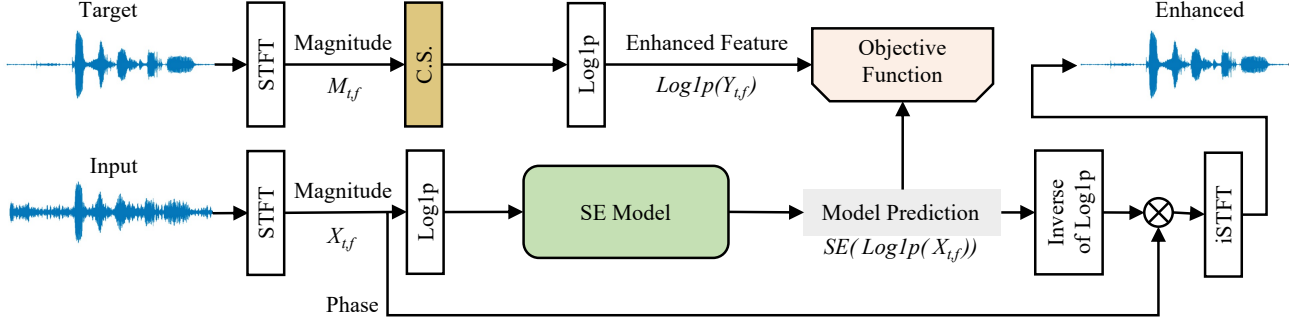 Target
STFT
Magnitude
M_{t,f}
C.S.
Log1p
Enhanced Feature
Log1p(Y_{t,f})
Objective
Function
Enhanced
Input
STFT
Magnitude
X_{t,f}
Log1p
SE Model
Model Prediction
SE( Log1p( X_{t,f}))
Inverse
of Log1p
iSTFT
Phase